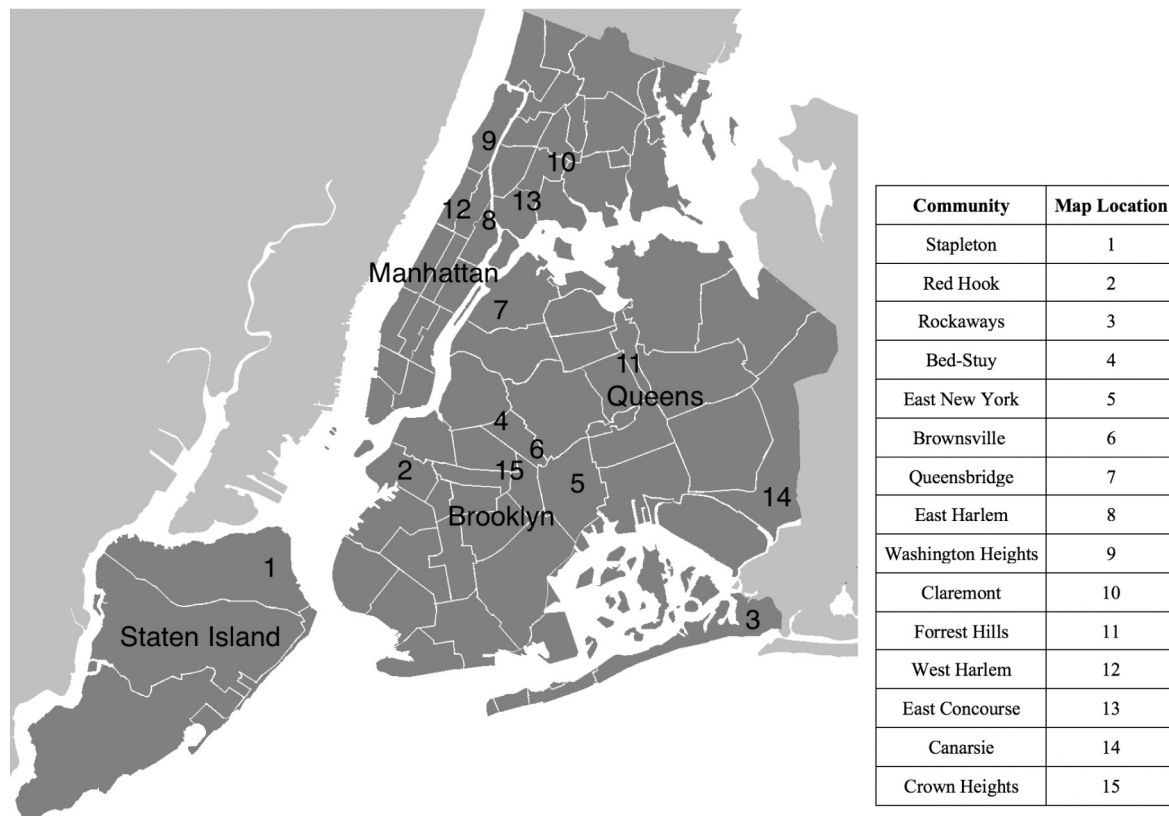 9
10
12
13
8
Manhattan
7
11
Queens
4
6
2
15
5
14
Brooklyn
1
3
Staten Island
Community Map Location
Stapleton 1
Red Hook 2
Rockaways 3
Bed-Stuy 4
East New York 5
Brownsville 6
Queensbridge 7
East Harlem 8
Washington Heights 9
Claremont 10
Forrest Hills 11
West Harlem 12
East Concourse 13
Canarsie 14
Crown Heights 15